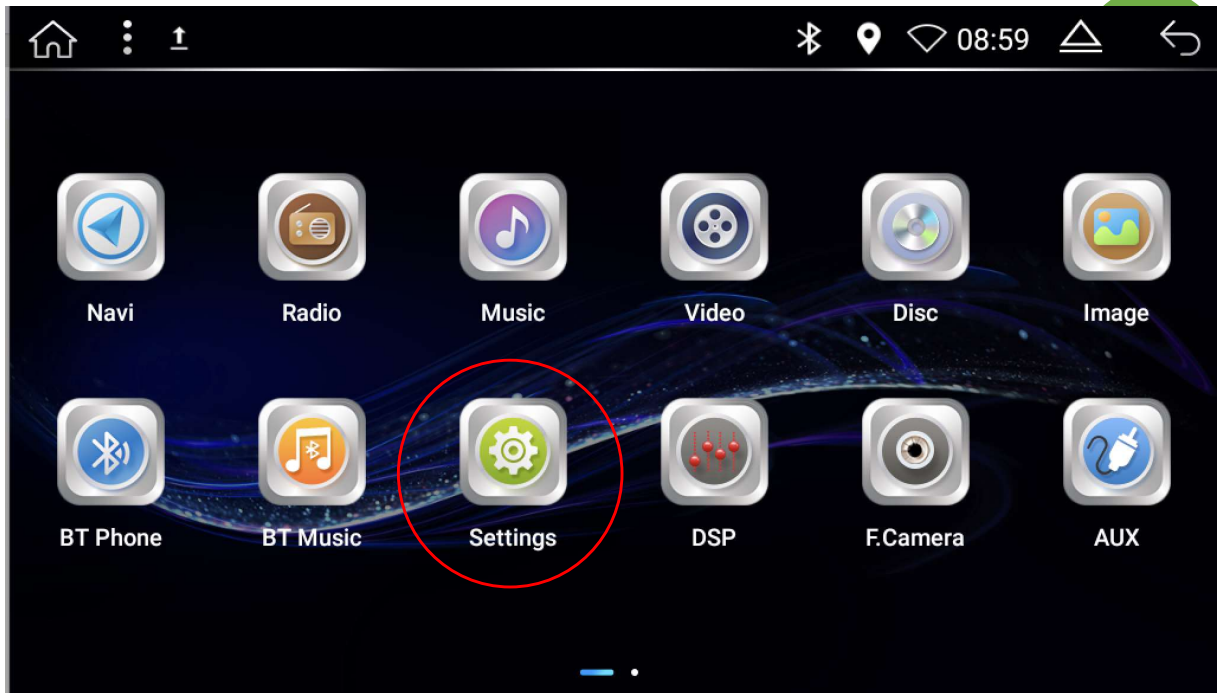 08:59
Navi Radio Music Video Disc Image
BT Phone BT Music Settings DSP F.Camera AUX